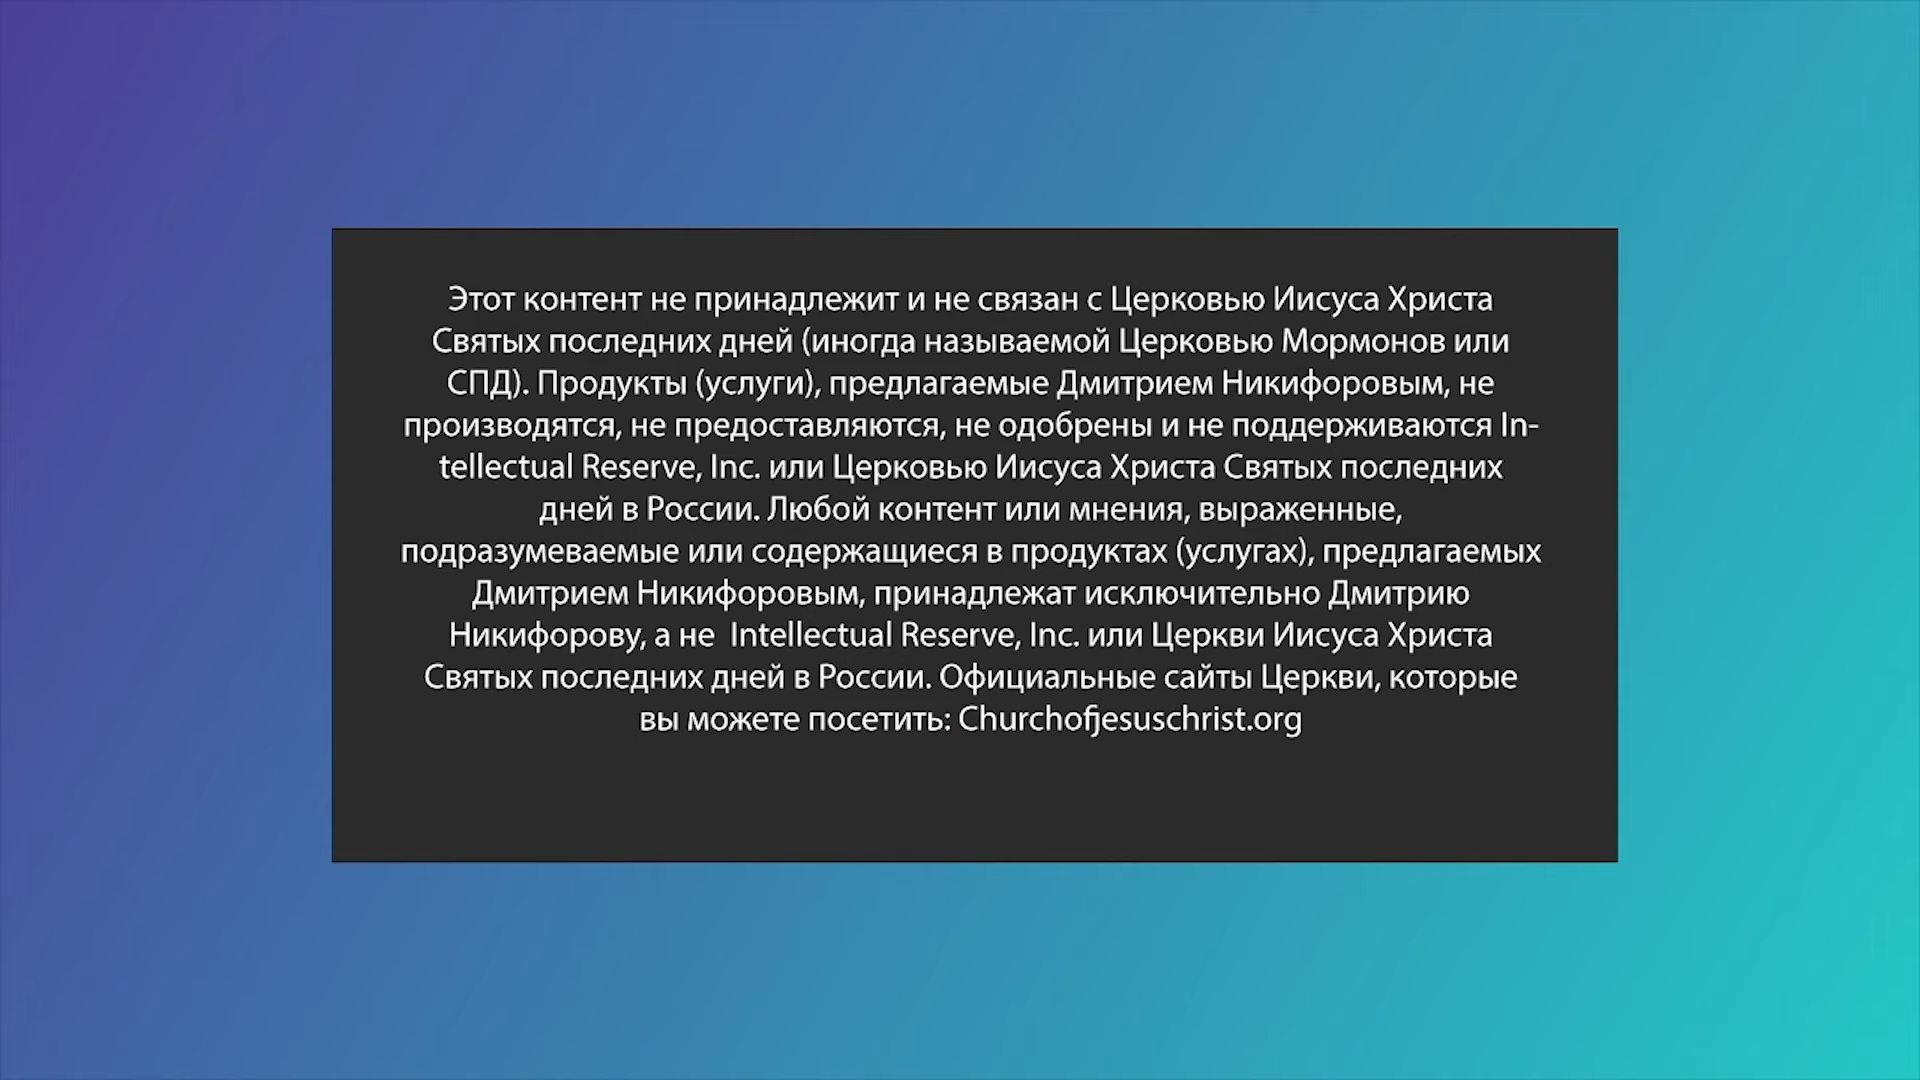 Этот контент не принадлежит и не связан с Церковью Иисуса Христа
Святых последних дней (иногда называемой Церковью Мормонов или
СПД). Продукты (услуги), предлагаемые Дмитрием Никифоровым, не
производятся, не предоставляются, не одобрены и не поддерживаются In-
tellectual Reserve, Inc. или Церковью Иисуса Христа Святых последних
дней в России. Любой контент или мнения, выраженные,
подразумеваемые или содержащиеся в продуктах (услугах), предлагаемых
Дмитрием Никифоровым, принадлежат исключительно Дмитрию
Никифорову, а не  Intellectual Reserve, Inc. или Церкви Иисуса Христа
Святых последних дней в России. Официальные сайты Церкви, которые
вы можете посетить: Churchofjesuschrist.org